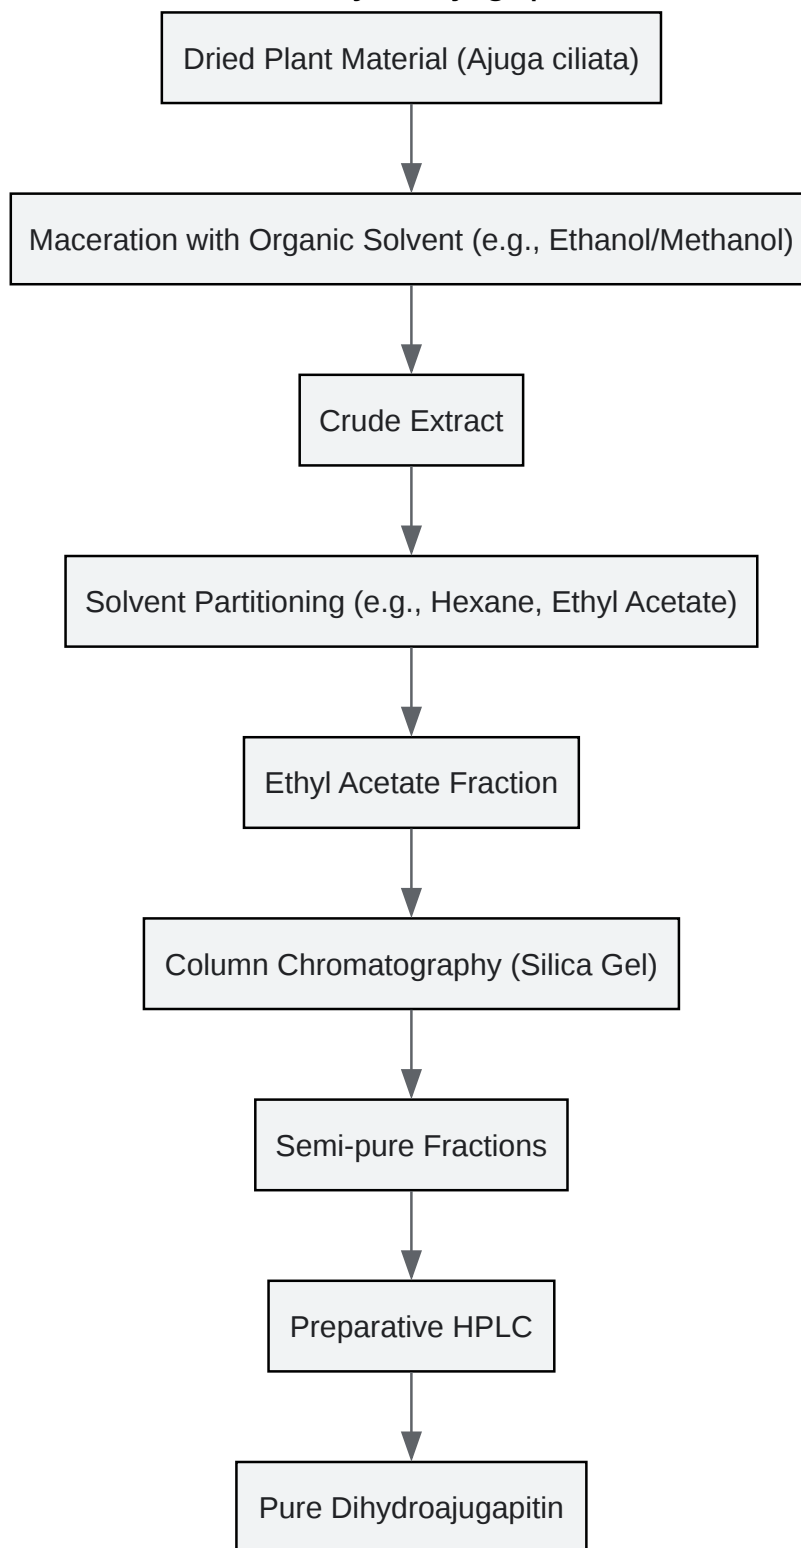 Dried Plant Material (Ajuga ciliata)
Maceration with Organic Solvent (e.g., Ethanol/Methanol)
Crude Extract
Solvent Partitioning (e.g., Hexane, Ethyl Acetate)
Ethyl Acetate Fraction
Column Chromatography (Silica Gel)
Semi-pure Fractions
Preparative HPLC
Pure Dihydroajugapitin